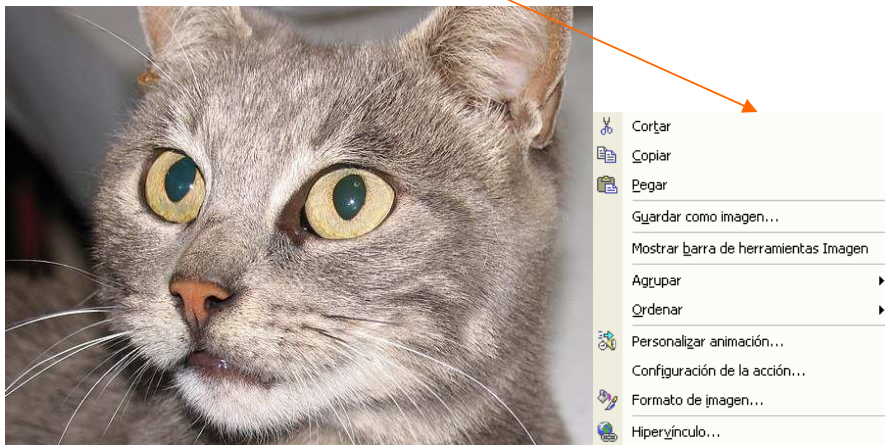 Cortar
Copiar
Pegar
Guardar como imagen...
Mostrar barra de herramientas Imagen
Agrupar
Ordenar
Personalizar animación...
Configuración de la acción...
Formato de imagen...
Hipervínculo...